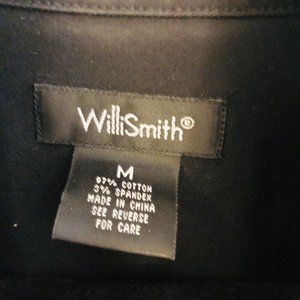 WilliSmith®
M
97% COTTON
3% SPANDEX
MADE IN CHINA
SEE REVERSE
FOR CARE